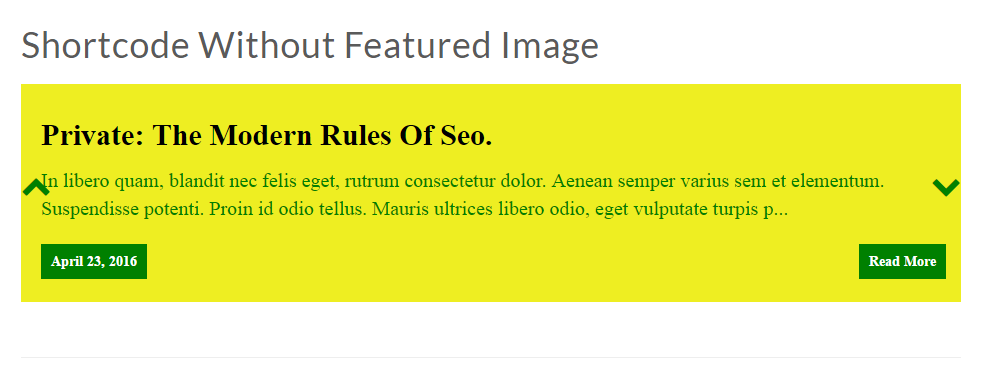 Shortcode Without Featured Image
Private: The Modern Rules Of Seo.
In libero quam, blandit nec felis eget, rutrum consectetur dolor. Aenean semper varius sem et elementum.
Suspendisse potenti. Proin id odio tellus. Mauris ultrices libero odio, eget vulputate turpis p...
April 23, 2016
Read More